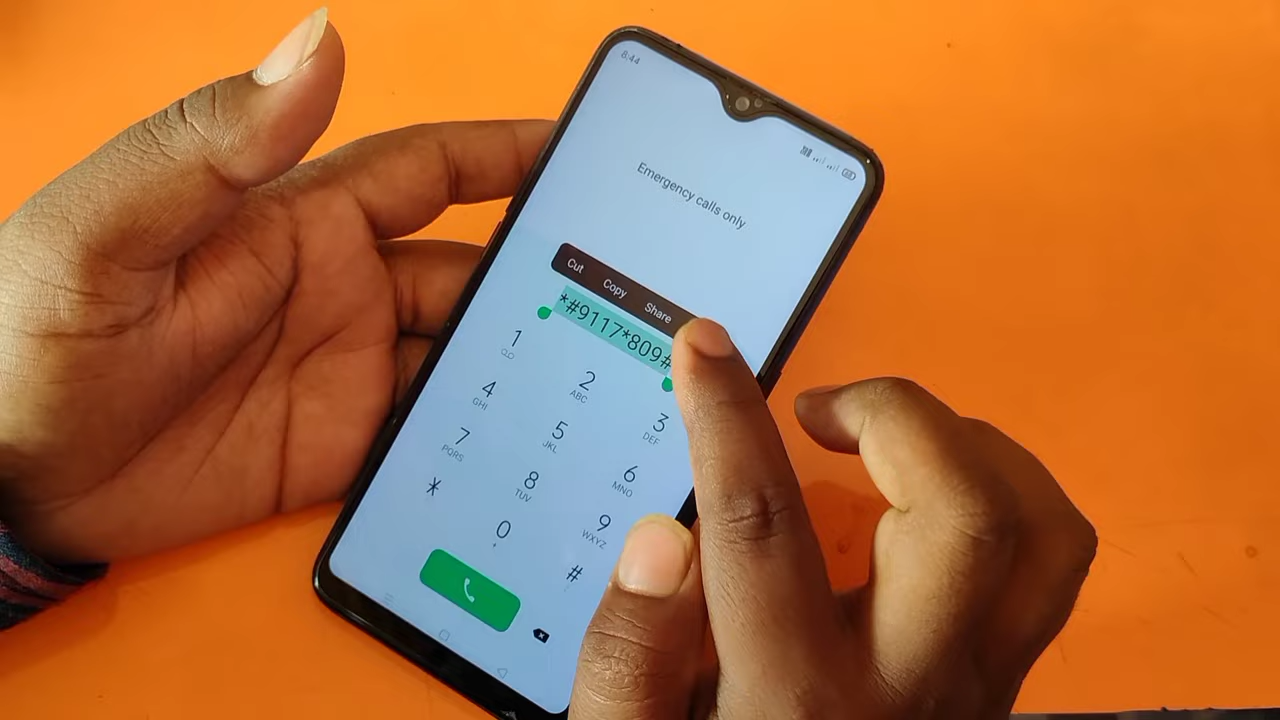 8:44
Emergency calls only
Cut Copy Share
*#9117*809#
1
2 ABC
3 DEF
4 GHI
5 JKL
6 MNO
7 PQRS
8 TUV
9 WXYZ
*
0 +
#